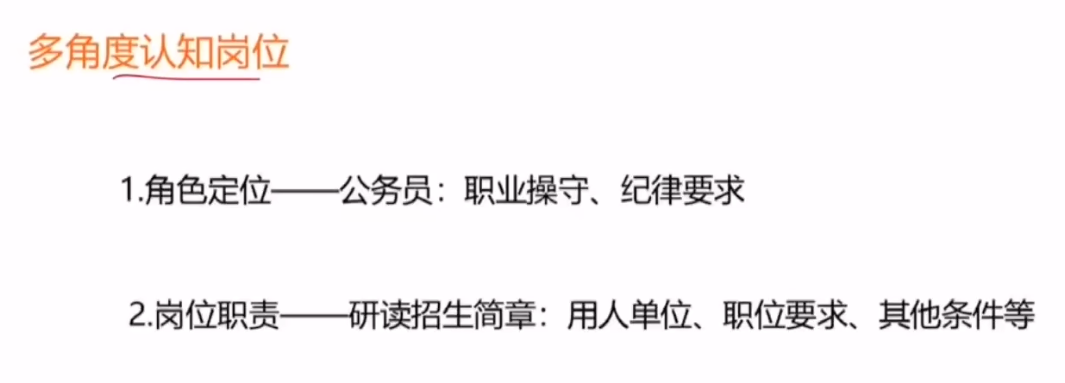 多角度认知岗位
1.角色定位——公务员：职业操守、纪律要求
2.岗位职责——研读招生简章：用人单位、职位要求、其他条件等